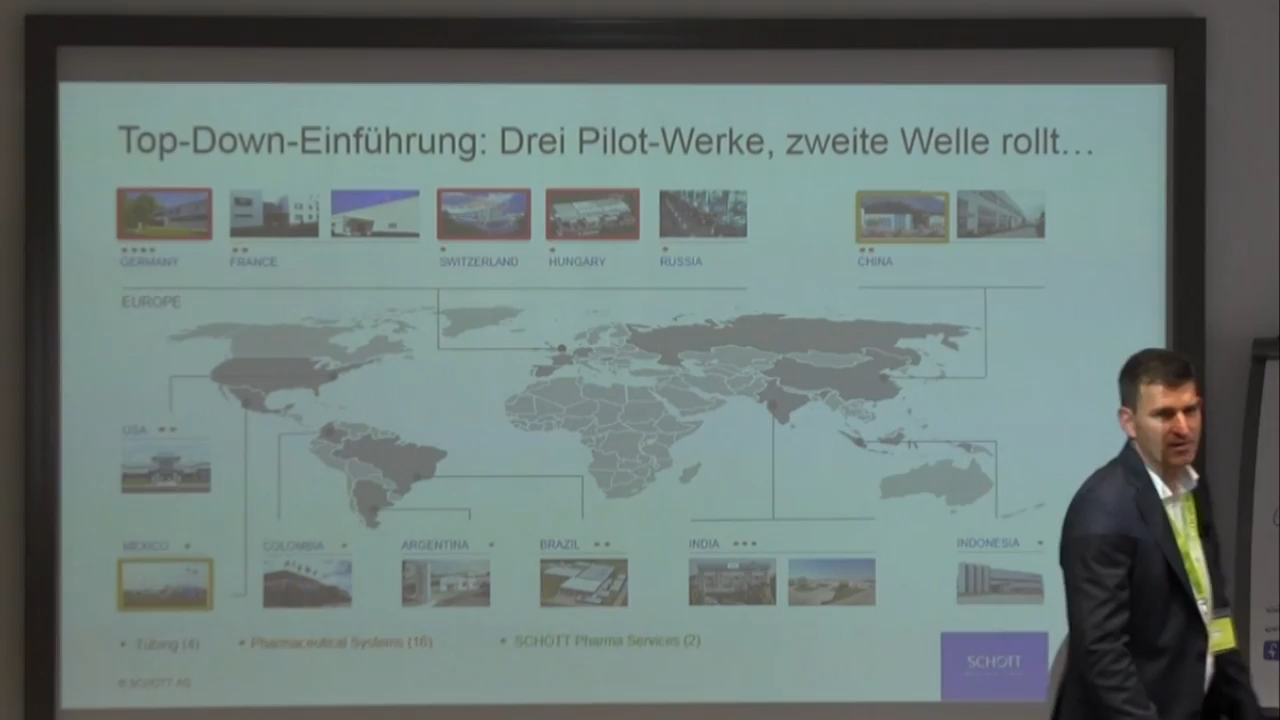 Top-Down-Einführung: Drei Pilot-Werke, zweite Welle rollt…
GERMANY
FRANCE
SWITZERLAND
HUNGARY
RUSSIA
CHINA
EUROPE
USA
MEXICO
COLOMBIA
ARGENTINA
BRAZIL
INDIA
INDONESIA
Tubing (4)
Pharmaceutical Systems (16)
SCHOTT Pharma Services (2)
SCHOTT
© SCHOTT AG